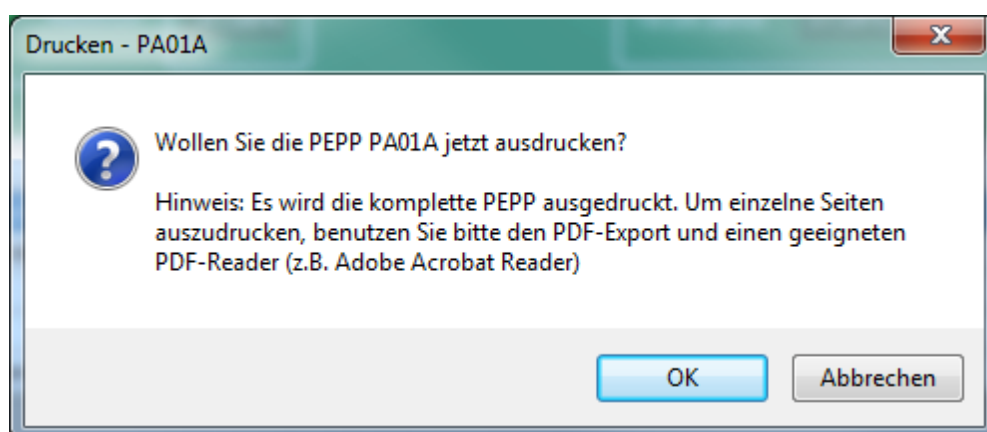 Drucken - PA01A
Wollen Sie die PEPP PA01A jetzt ausdrucken?
Hinweis: Es wird die komplette PEPP ausgedruckt. Um einzelne Seiten
auszudrucken, benutzen Sie bitte den PDF-Export und einen geeigneten
PDF-Reader (z.B. Adobe Acrobat Reader)
OK
Abbrechen